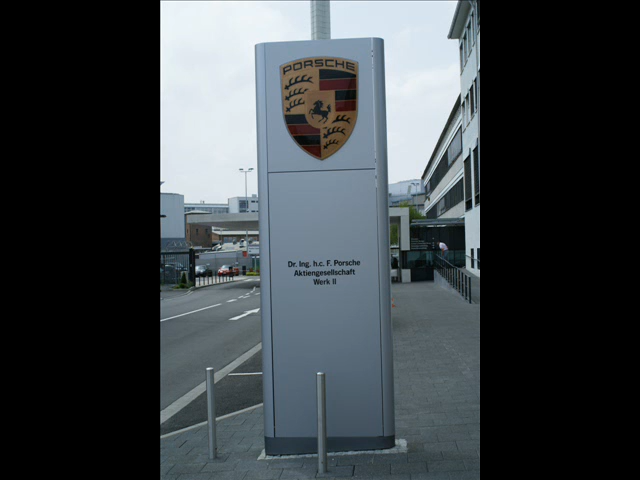 PORSCHE
Dr. Ing. h.c. F. Porsche
Aktiengesellschaft
Werk II